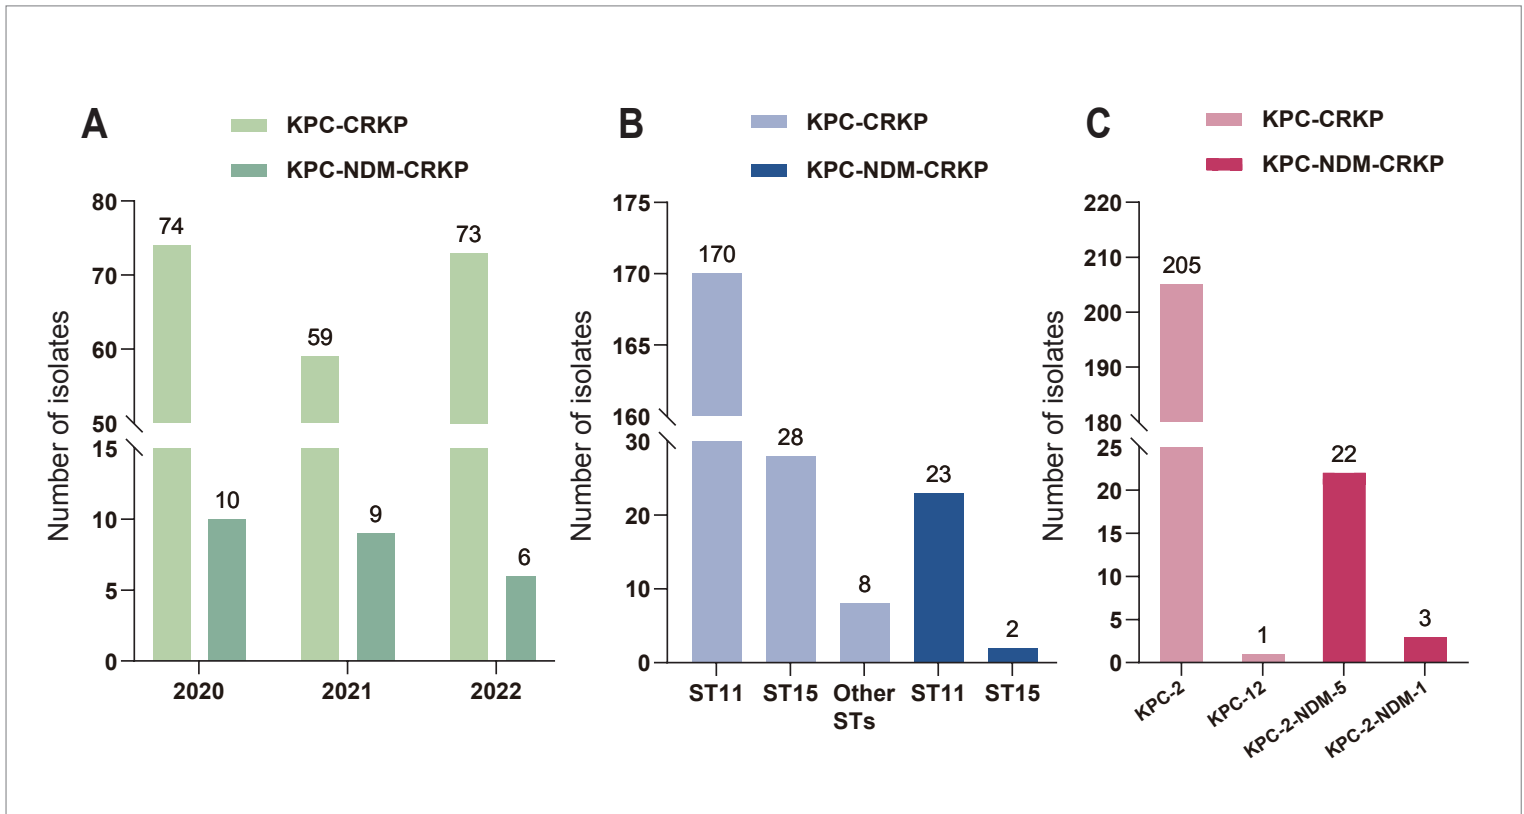 A
KPC-CRKP
KPC-NDM-CRKP
Number of isolates
80
70
60
50
15
10
5
0
74
10
59
9
73
6
2020 2021 2022
B
KPC-CRKP
KPC-NDM-CRKP
Number of isolates
175
170
165
160
30
20
10
0
170
28
8
23
2
ST11 ST15 Other ST11 ST15
STs
C
KPC-CRKP
KPC-NDM-CRKP
Number of isolates
220
210
200
190
180
25
20
15
10
5
0
205
1
22
3
KPC-2
KPC-12
KPC-2-NDM-5
KPC-2-NDM-1